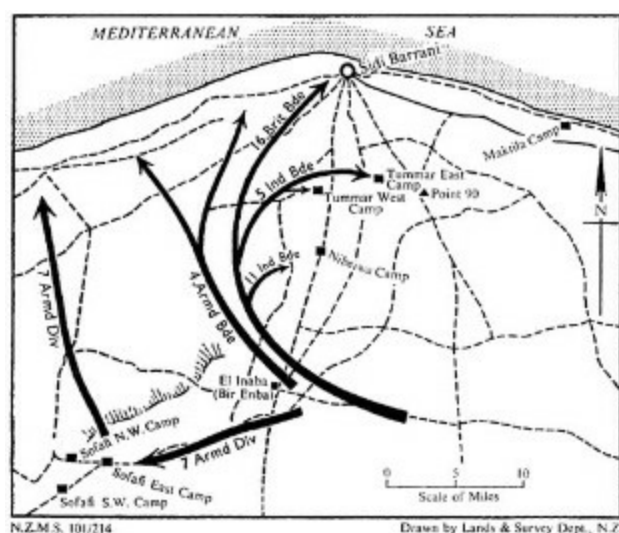 MEDITERRANEAN SEA
Sidi Barrani
16 Brit Bde
Maktila Camp
5 Ind Bde
Tummar East
Camp
Point 90
Tummar West
Camp
N
11 Ind Bde
Nibeiwa Camp
4 Armd Bde
7 Armd Div
El Inaba
(Bir Enba)
Sofafi N.W. Camp
7 Armd Div
Sofafi East Camp
Sofafi S.W. Camp
0 5 10
Scale of Miles
N.Z.M.S. 101/214
Drawn by Lands & Survey Dept., N.Z.